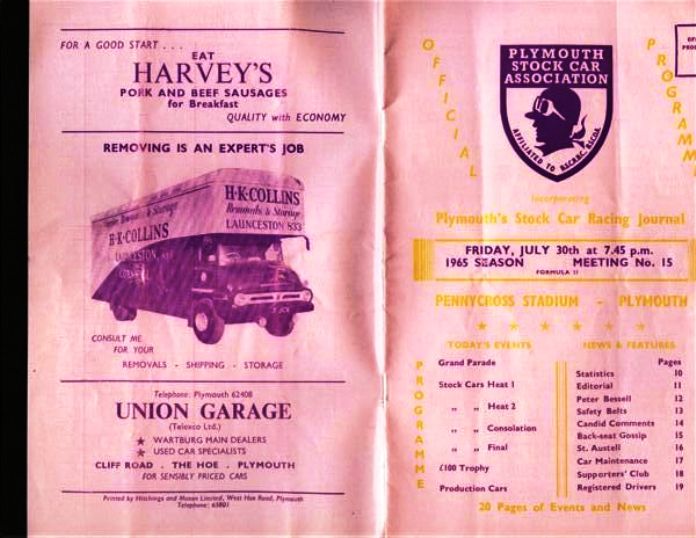 FOR A GOOD START . . .
EAT
HARVEY'S
PORK AND BEEF SAUSAGES
for Breakfast
QUALITY with ECONOMY
REMOVING IS AN EXPERT'S JOB
H·K·COLLINS
Removals & Storage
LAUNCESTON 833
Removals & Storage
H·K·COLLINS
LAUNCESTON
CONSULT ME
FOR YOUR
REMOVALS - SHIPPING - STORAGE
Telephone: Plymouth 62408
UNION GARAGE
(Telexco Ltd.)
★ WARTBURG MAIN DEALERS
★ USED CAR SPECIALISTS
CLIFF ROAD . THE HOE . PLYMOUTH
FOR SENSIBLY PRICED CARS
Printed by Hitchings and Mason Limited, West Hoe Road, Plymouth
Telephone: 65801
OFFICIAL
PROGRAMME
PLYMOUTH
STOCK CAR
ASSOCIATION
AFFILIATED TO BSCRBC. BSCDA.
Incorporating
Plymouth's Stock Car Racing Journal
FRIDAY, JULY 30th at 7.45 p.m.
1965 SEASON MEETING No. 15
FORMULA II
PENNYCROSS STADIUM - PLYMOUTH
★ ★ ★ ★ ★ ★
PROGRAMME
TODAY'S EVENTS
Grand Parade
Stock Cars Heat 1
„ „ Heat 2
„ „ Consolation
„ „ Final
£100 Trophy
Production Cars
NEWS & FEATURES
Pages
Statistics 10
Editorial 11
Peter Bessell 12
Safety Belts 13
Candid Comments 14
Back-seat Gossip 15
St. Austell 16
Car Maintenance 17
Supporters' Club 18
Registered Drivers 19
20 Pages of Events and News